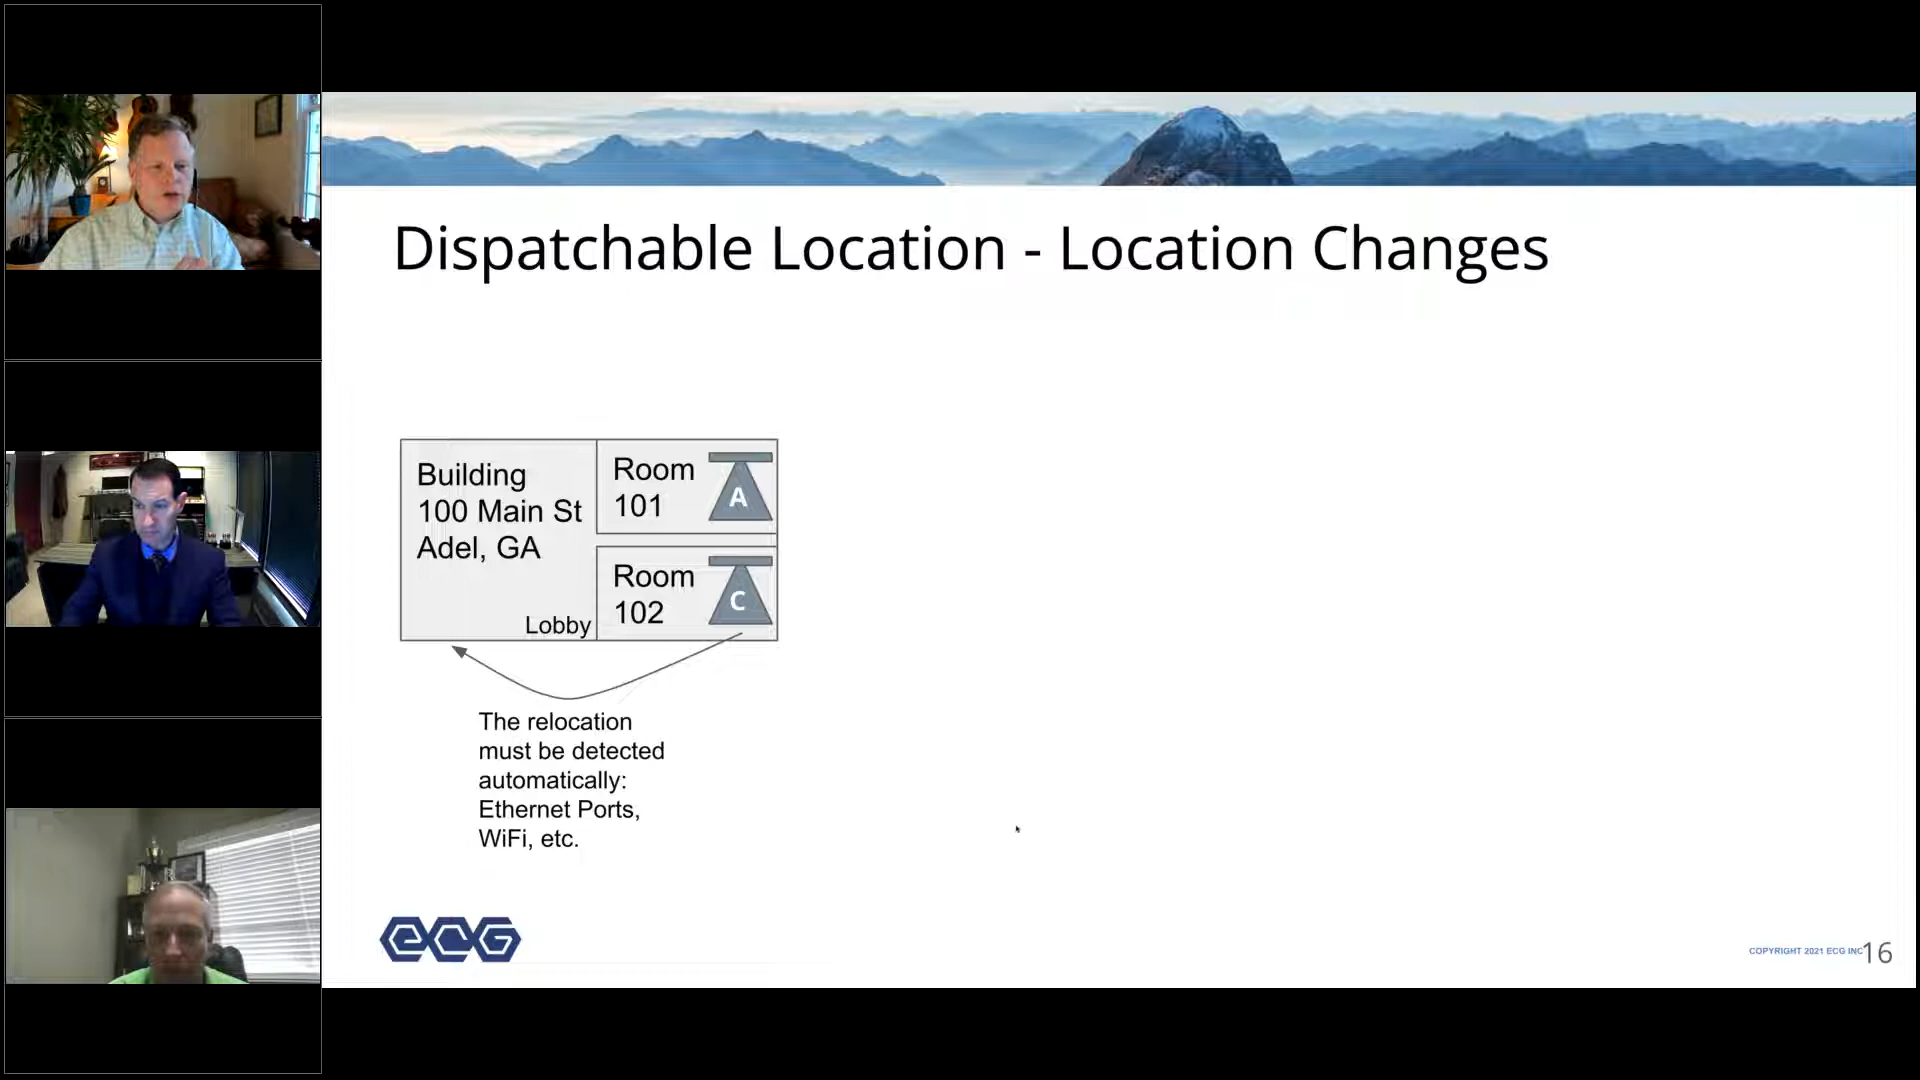 Dispatchable Location - Location Changes
Building
100 Main St
Adel, GA
Lobby
Room
101
A
Room
102
C
The relocation
must be detected
automatically:
Ethernet Ports,
WiFi, etc.
ecg
COPYRIGHT 2021 ECG INC
16